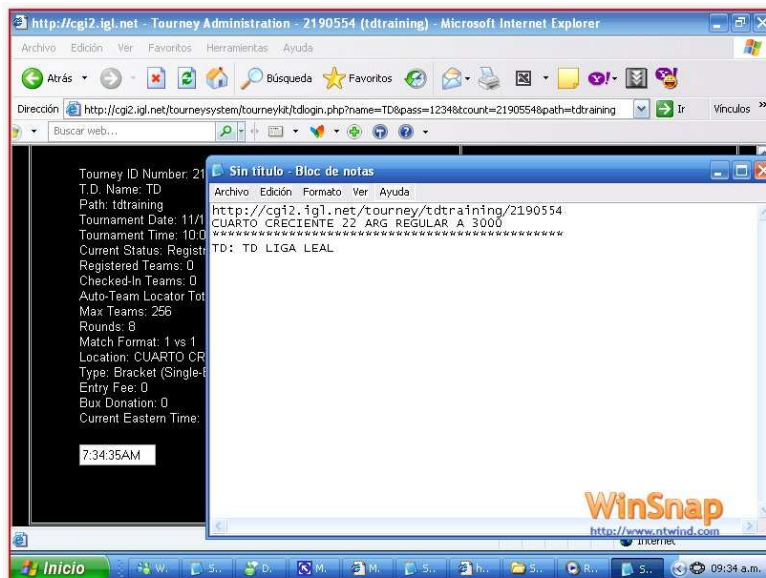 http://cgi2.igl.net - Tourney Administration - 2190554 (tdtraining) - Microsoft Internet Explorer
Archivo Edición Ver Favoritos Herramientas Ayuda
Atrás Búsqueda Favoritos
Dirección http://cgi2.igl.net/tourneysystem/tourneykit/tdlogin.php?name=TD&pass=1234&tcount=2190554&path=tdtraining Ir Vínculos »
Buscar web...
Tourney ID Number: 21
T.D. Name: TD
Path: tdtraining
Tournament Date: 11/1
Tournament Time: 10:0
Current Status: Registr
Registered Teams: 0
Checked-In Teams: 0
Auto-Team Locator Tot
Max Teams: 256
Rounds: 8
Match Format: 1 vs 1
Location: CUARTO CR
Type: Bracket (Single-E
Entry Fee: 0
Bux Donation: 0
Current Eastern Time:
7:34:35AM
Sin título - Bloc de notas
Archivo Edición Formato Ver Ayuda
http://cgi2.igl.net/tourney/tdtraining/2190554
CUARTO CRECIENTE 22 ARG REGULAR A 3000
************************************************
TD: TD LIGA LEAL
WinSnap
http://www.ntwind.com
Internet
Inicio W. S.. D. M. M. S.. h.. S.. R.. S.. 09:34 a.m.